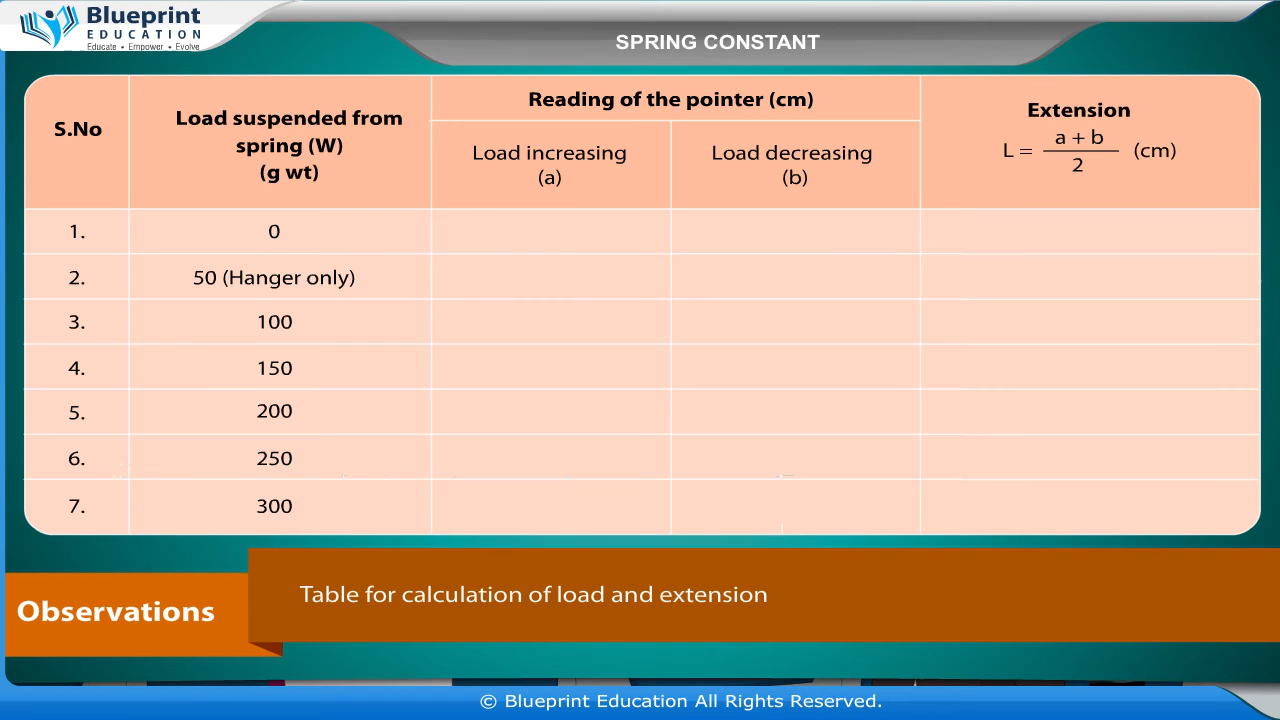 Blueprint
EDUCATION
Educate • Empower • Evolve
SPRING CONSTANT
S.No
Load suspended from
spring (W)
(g wt)
Reading of the pointer (cm)
Load increasing
(a)
Load decreasing
(b)
Extension
L = a + b / 2 (cm)
1. 0
2. 50 (Hanger only)
3. 100
4. 150
5. 200
6. 250
7. 300
Observations
Table for calculation of load and extension
© Blueprint Education All Rights Reserved.